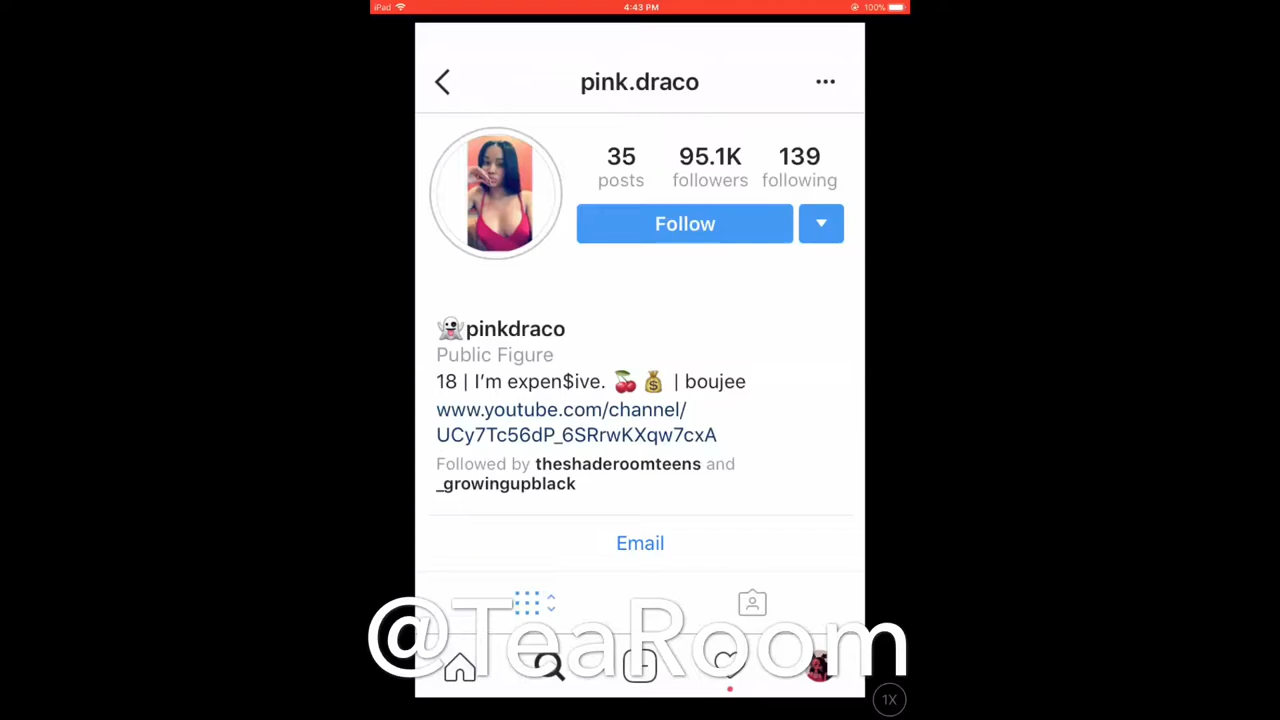 iPad 4:43 PM 100%
pink.draco
35 95.1K 139
posts followers following
Follow
👻pinkdraco
Public Figure
18 | I'm expen$ive. 🍒 💰 | boujee
www.youtube.com/channel/
UCy7Tc56dP_6SRrwKXqw7cxA
Followed by theshaderoomteens and
_growingupblack
Email
@TeaRoom
1X